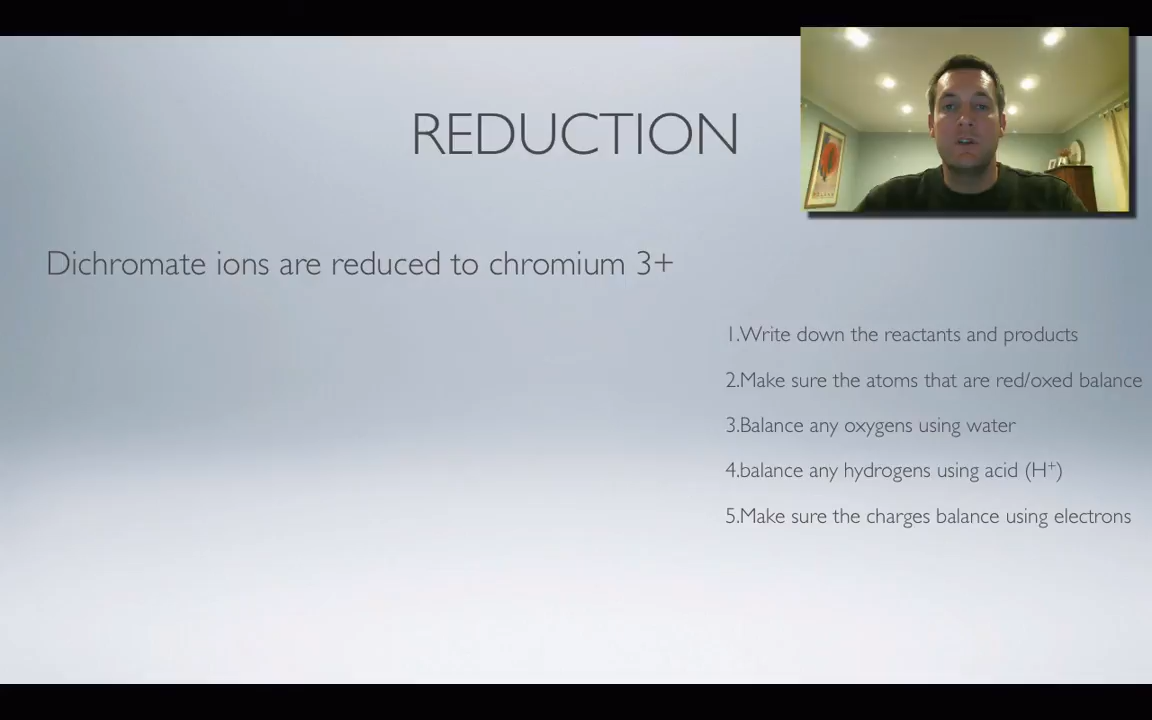 REDUCTION
Dichromate ions are reduced to chromium 3+
1.Write down the reactants and products
2.Make sure the atoms that are red/oxed balance
3.Balance any oxygens using water
4.balance any hydrogens using acid (H⁺)
5.Make sure the charges balance using electrons